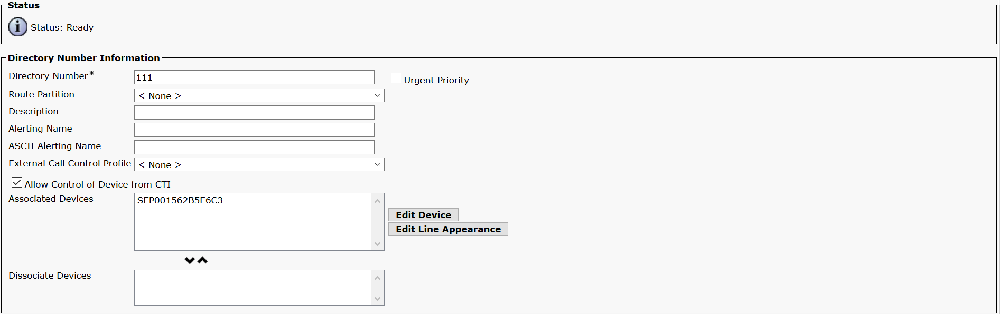 Status
Status: Ready
Directory Number Information
Directory Number*
111
Urgent Priority
Route Partition
< None >
Description
Alerting Name
ASCII Alerting Name
External Call Control Profile
< None >
Allow Control of Device from CTI
Associated Devices
SEP001562B5E6C3
Edit Device
Edit Line Appearance
Dissociate Devices